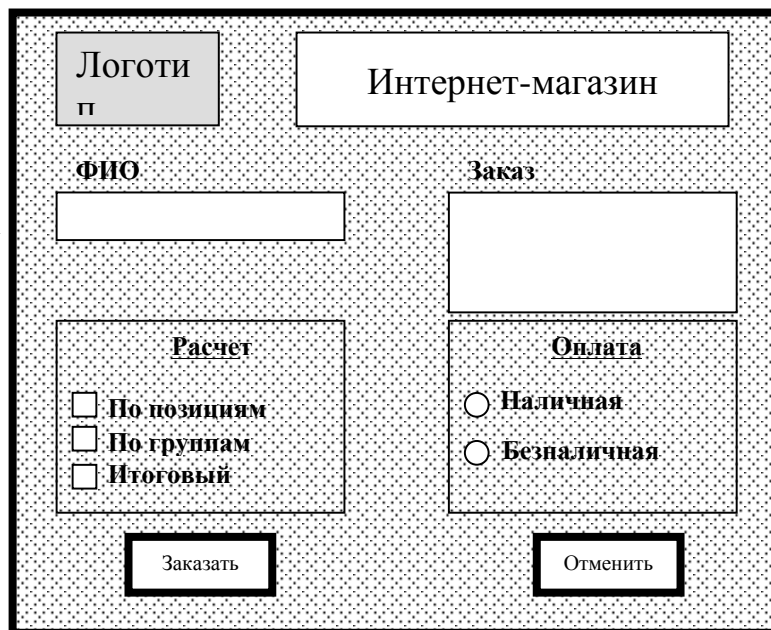 Логоти
п
Интернет-магазин
ФИО
Заказ
Расчет
По позициям
По группам
Итоговый
Оплата
Наличная
Безналичная
Заказать
Отменить